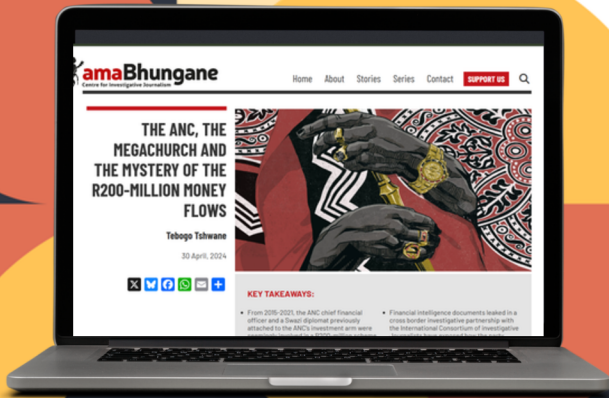 amaBhungane
Centre for Investigative Journalism
Home About Stories Series Contact SUPPORT US
THE ANC, THE
MEGACHURCH AND
THE MYSTERY OF THE
R200-MILLION MONEY
FLOWS
Tebogo Tshwane
30 April, 2024
KEY TAKEAWAYS:
From 2015-2021, the ANC chief financial
officer and a Swazi diplomat previously
attached to the ANC's investment arm were
Financial intelligence documents leaked in a
cross border investigative partnership with
the International Consortium of Investigative